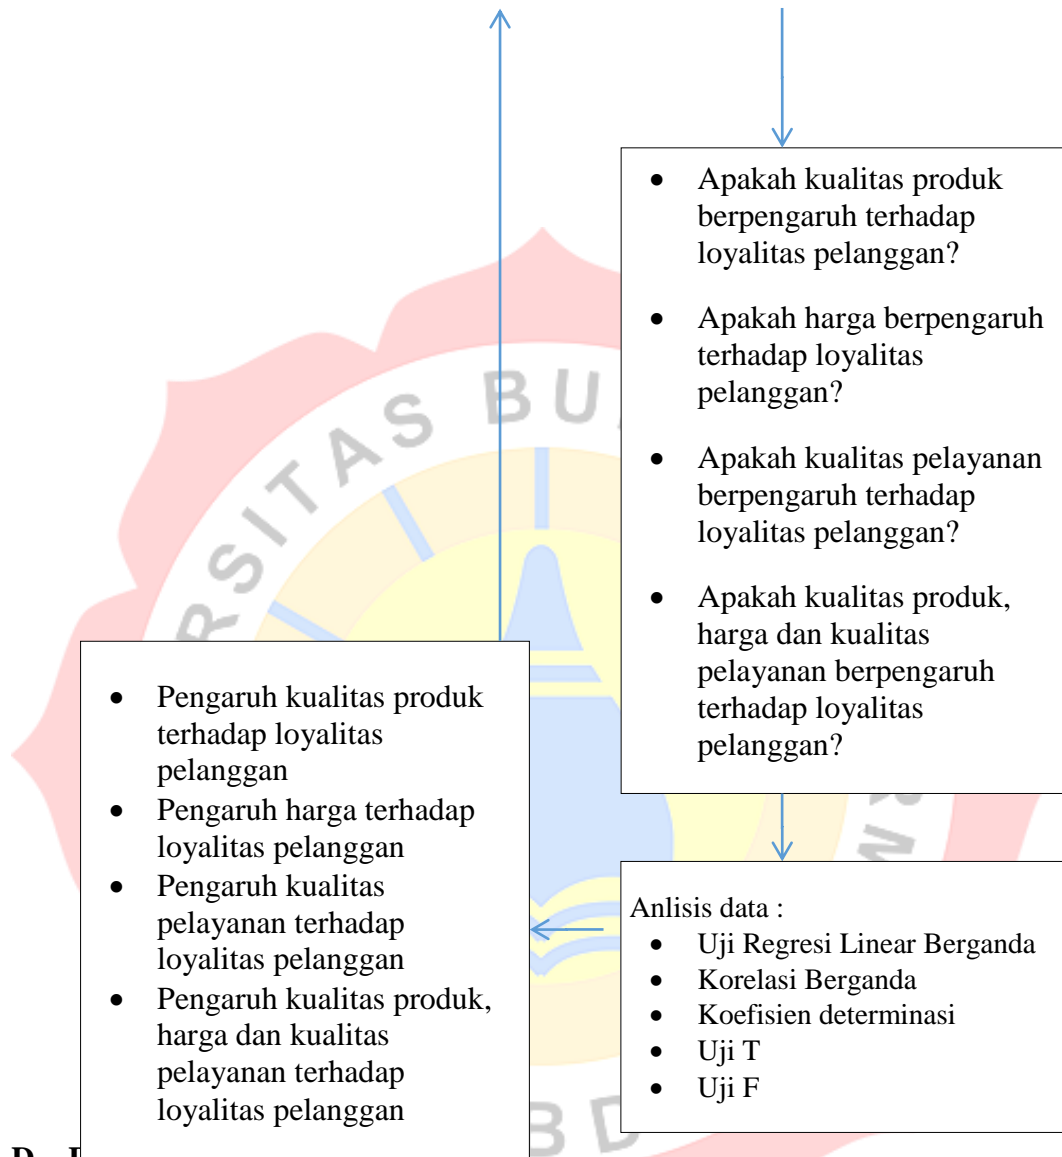 • Apakah kualitas produk
berpengaruh terhadap
loyalitas pelanggan?
• Apakah harga berpengaruh
terhadap loyalitas
pelanggan?
• Apakah kualitas pelayanan
berpengaruh terhadap
loyalitas pelanggan?
• Apakah kualitas produk,
harga dan kualitas
pelayanan berpengaruh
terhadap loyalitas
pelanggan?
• Pengaruh kualitas produk
terhadap loyalitas
pelanggan
• Pengaruh harga terhadap
loyalitas pelanggan
• Pengaruh kualitas
pelayanan terhadap
loyalitas pelanggan
• Pengaruh kualitas produk,
harga dan kualitas
pelayanan terhadap
loyalitas pelanggan
Anlisis data :
• Uji Regresi Linear Berganda
• Korelasi Berganda
• Koefisien determinasi
• Uji T
• Uji F